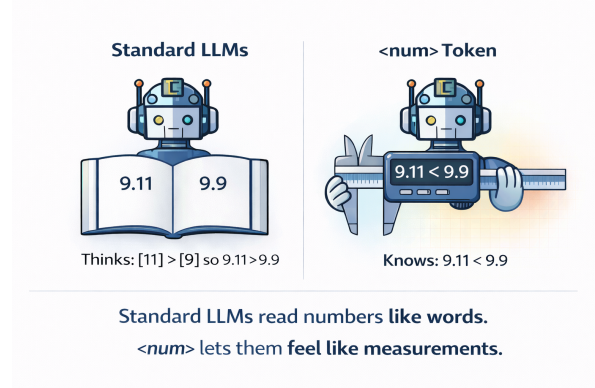 Standard LLMs
9.11 9.9
Thinks: [11] > [9] so 9.11>9.9
<num> Token
9.11 < 9.9
Knows: 9.11 < 9.9
Standard LLMs read numbers like words.
<num> lets them feel like measurements.